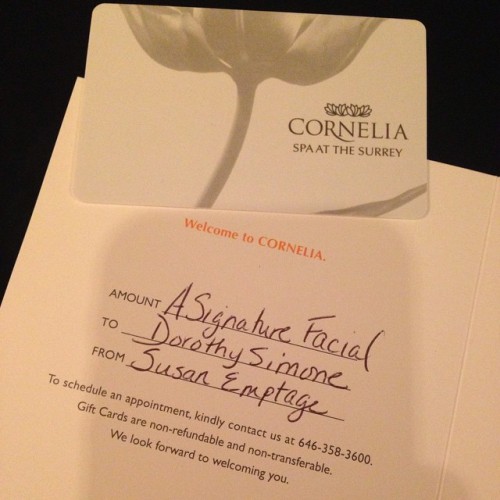 CORNELIA
SPA AT THE SURREY
Welcome to CORNELIA.
AMOUNT A Signature Facial
TO Dorothy Simone
FROM Susan Emptage
To schedule an appointment, kindly contact us at 646-358-3600.
Gift Cards are non-refundable and non-transferable.
We look forward to welcoming you.